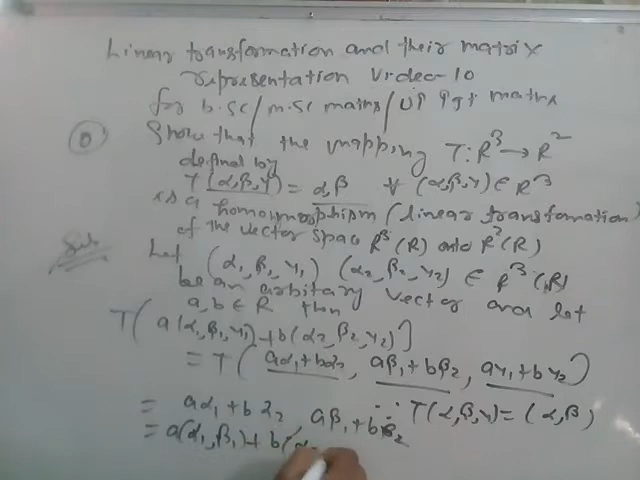 Linear transformation and their matrix
representation Video-10
for b.sc/m.sc maths/UP PGT maths
Show that the mapping T: R³ → R²
defined by
T(α,β,γ) = α,β ∀ (α,β,γ) ∈ R³
is a homomorphism (linear transformation)
of the vector space R³(R) and R²(R)
Sol.
Let (α₁,β₁,γ₁) (α₂,β₂,γ₂) ∈ R³(R)
be an arbitrary vector and let
a,b ∈ R then
T(a(α₁,β₁,γ₁)+b(α₂,β₂,γ₂)]
= T(aα₁+bα₂, aβ₁+bβ₂, aγ₁+bγ₂)
= aα₁+bα₂, aβ₁+bβ₂ ∵ T(α,β,γ)=(α,β)
= a(α₁,β₁)+b(α